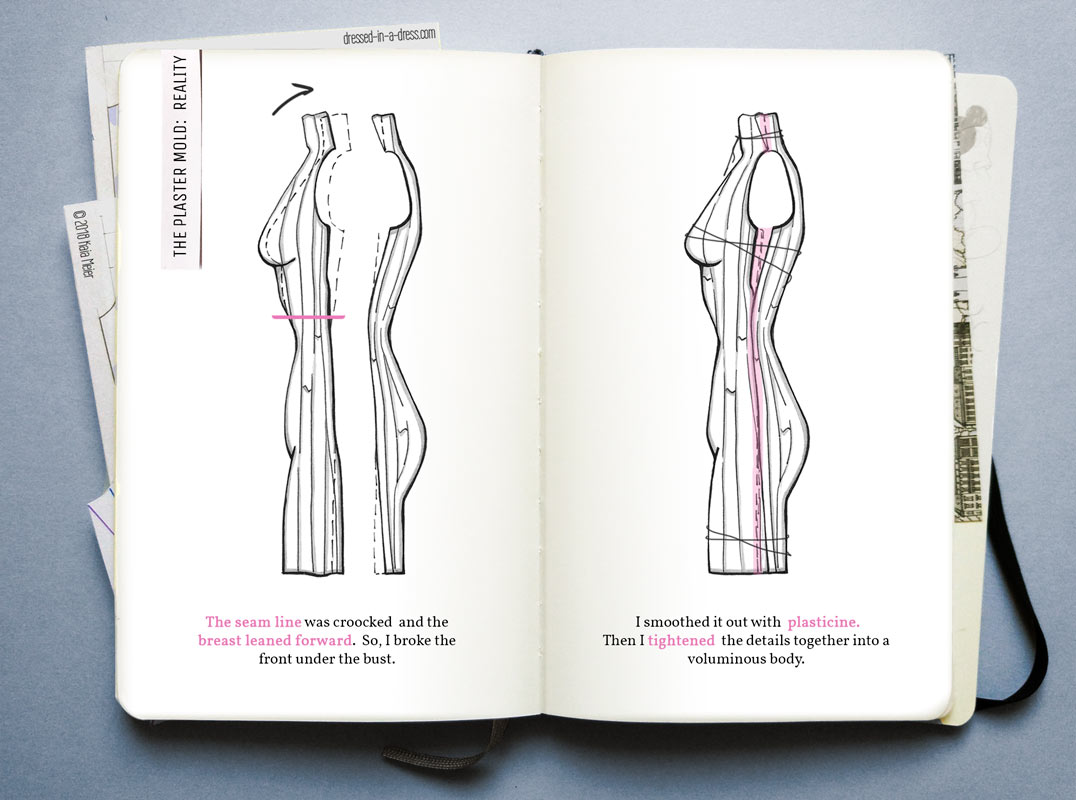 dressed-in-a-dress.com
THE PLASTER MOLD: REALITY
© 2018 Kaja Meier
The seam line was croocked and the
breast leaned forward. So, I broke the
front under the bust.
I smoothed it out with plasticine.
Then I tightened the details together into a
voluminous body.